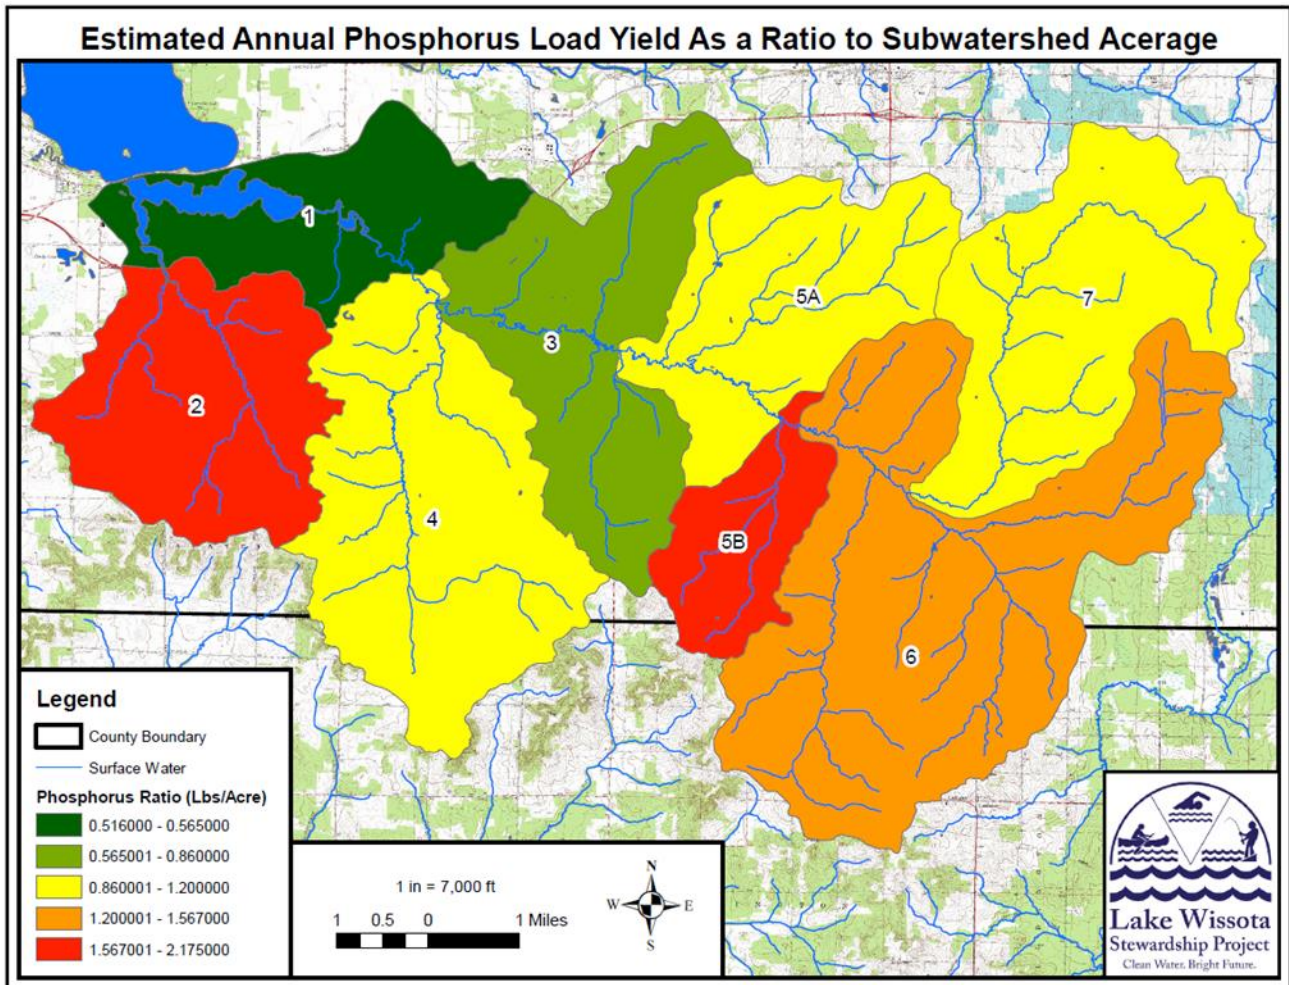 Estimated Annual Phosphorus Load Yield As a Ratio to Subwatershed Acerage
1
2
3
4
5A
5B
6
7
Legend
County Boundary
Surface Water
Phosphorus Ratio (Lbs/Acre)
0.516000 - 0.565000
0.565001 - 0.860000
0.860001 - 1.200000
1.200001 - 1.567000
1.567001 - 2.175000
1 in = 7,000 ft
1 0.5 0 1 Miles
N
W E
S
Lake Wissota
Stewardship Project
Clean Water. Bright Future.